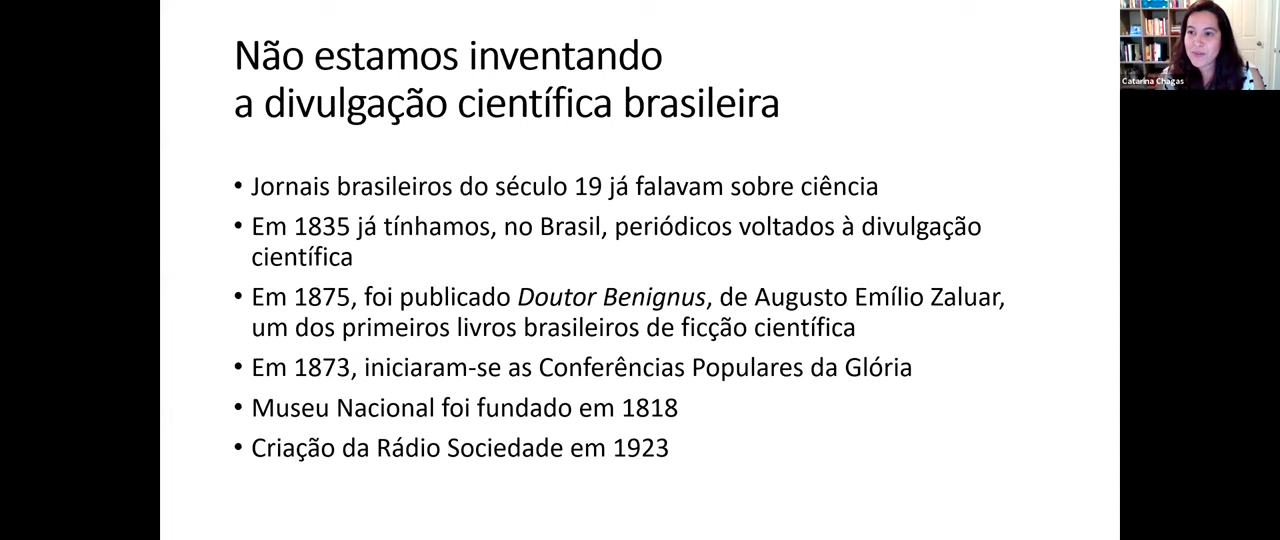 Não estamos inventando
a divulgação científica brasileira
• Jornais brasileiros do século 19 já falavam sobre ciência
• Em 1835 já tínhamos, no Brasil, periódicos voltados à divulgação
científica
• Em 1875, foi publicado Doutor Benignus, de Augusto Emílio Zaluar,
um dos primeiros livros brasileiros de ficção científica
• Em 1873, iniciaram-se as Conferências Populares da Glória
• Museu Nacional foi fundado em 1818
• Criação da Rádio Sociedade em 1923
Catarina Chagas